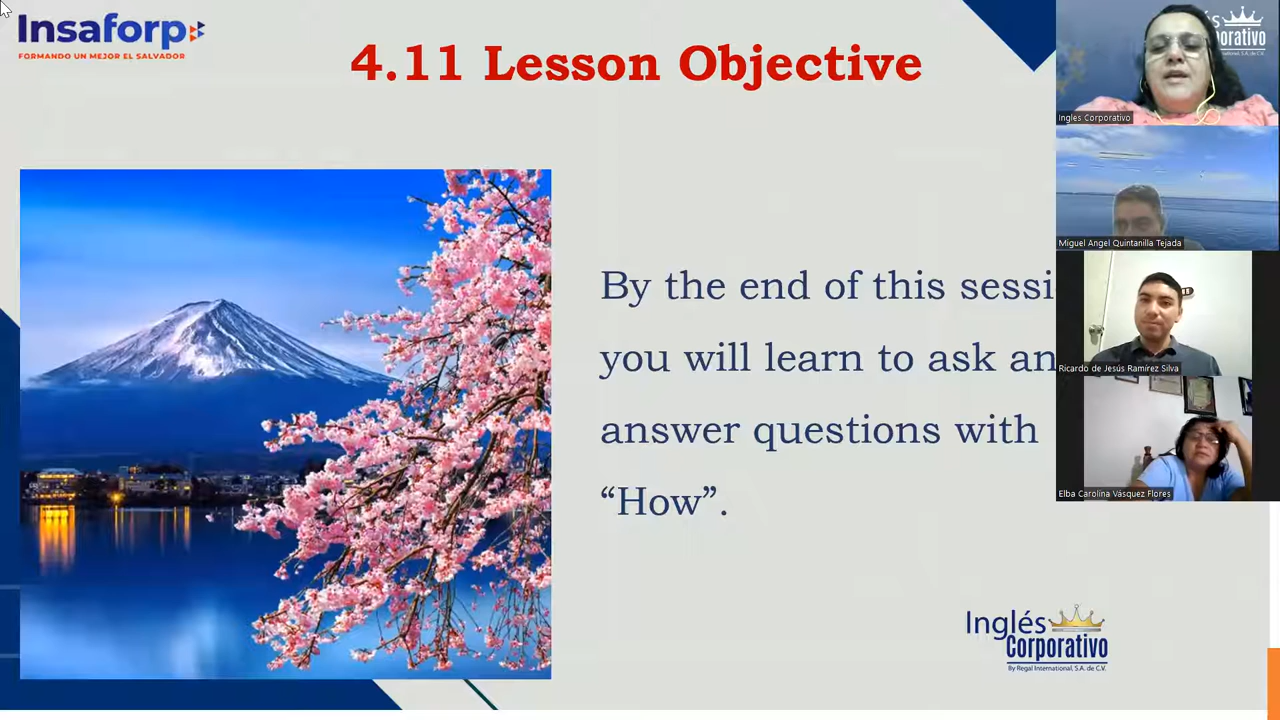 Insaforp
FORMANDO UN MEJOR EL SALVADOR
4.11 Lesson Objective
By the end of this sessi
you will learn to ask an
answer questions with
“How”.
Inglés
Corporativo
By Regal International, S.A. de C.V.
Ingles Corporativo
Miguel Angel Quintanilla Tejada
Ricardo de Jesús Ramírez Silva
Elba Carolina Vásquez Flores